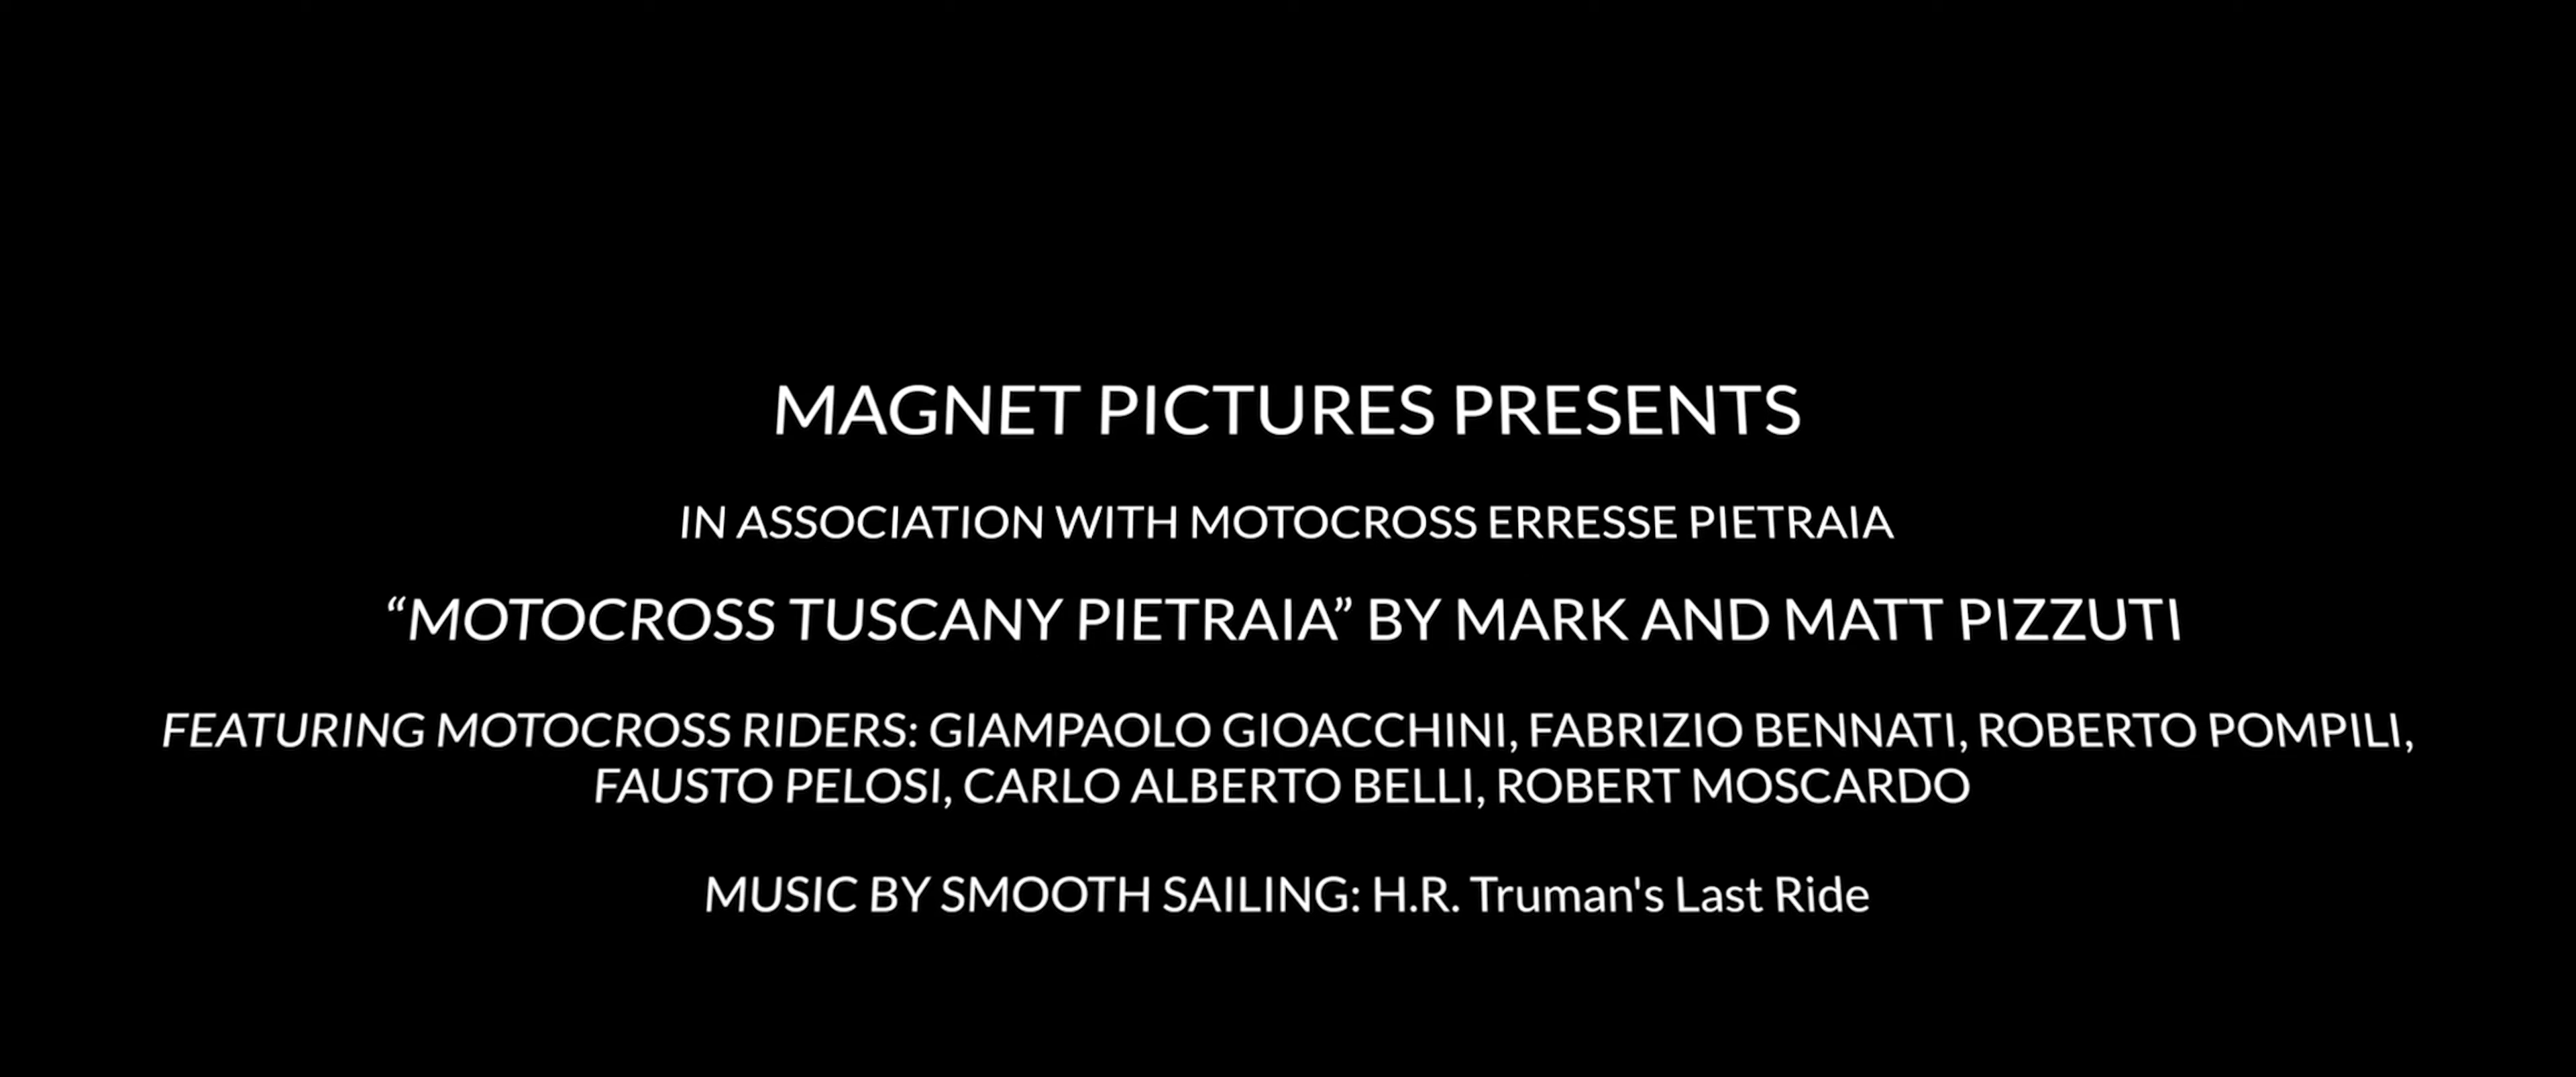 MAGNET PICTURES PRESENTS
IN ASSOCIATION WITH MOTOCROSS ERRESSE PIETRAIA
“MOTOCROSS TUSCANY PIETRAIA” BY MARK AND MATT PIZZUTI
FEATURING MOTOCROSS RIDERS: GIAMPAOLO GIOACCHINI, FABRIZIO BENNATI, ROBERTO POMPILI,
FAUSTO PELOSI, CARLO ALBERTO BELLI, ROBERT MOSCARDO
MUSIC BY SMOOTH SAILING: H.R. Truman's Last Ride